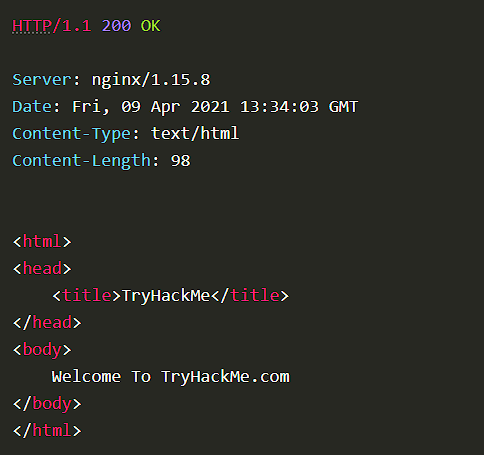 HTTP/1.1 200 OK
Server: nginx/1.15.8
Date: Fri, 09 Apr 2021 13:34:03 GMT
Content-Type: text/html
Content-Length: 98
<html>
<head>
    <title>TryHackMe</title>
</head>
<body>
    Welcome To TryHackMe.com
</body>
</html>